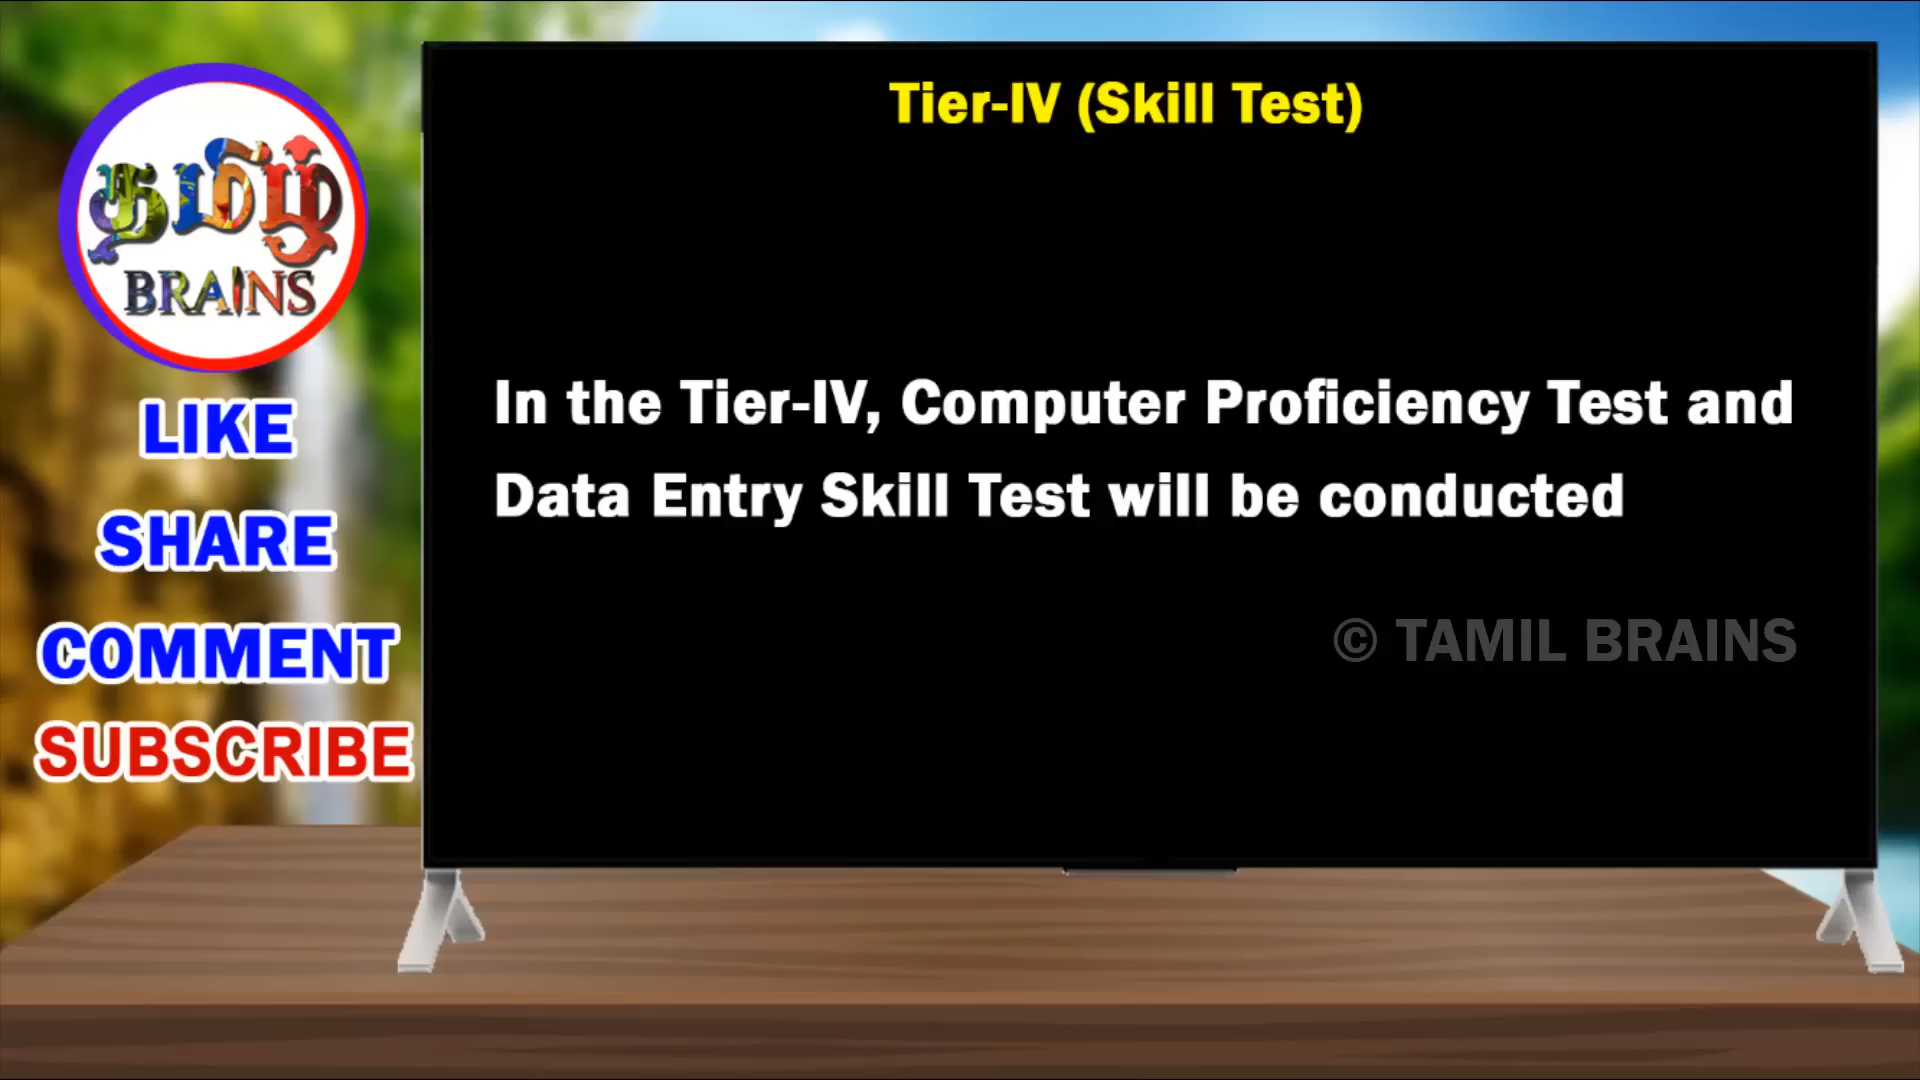 தமிழ்
BRAINS
LIKE
SHARE
COMMENT
SUBSCRIBE
Tier-IV (Skill Test)
In the Tier-IV, Computer Proficiency Test and
Data Entry Skill Test will be conducted
© TAMIL BRAINS